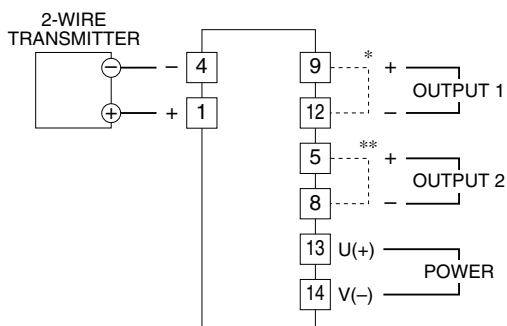 2-WIRE
TRANSMITTER
− − 4
+ + 1
9 * +
OUTPUT 1
12 −
5 ** +
OUTPUT 2
8 −
13 U(+)
POWER
14 V(−)